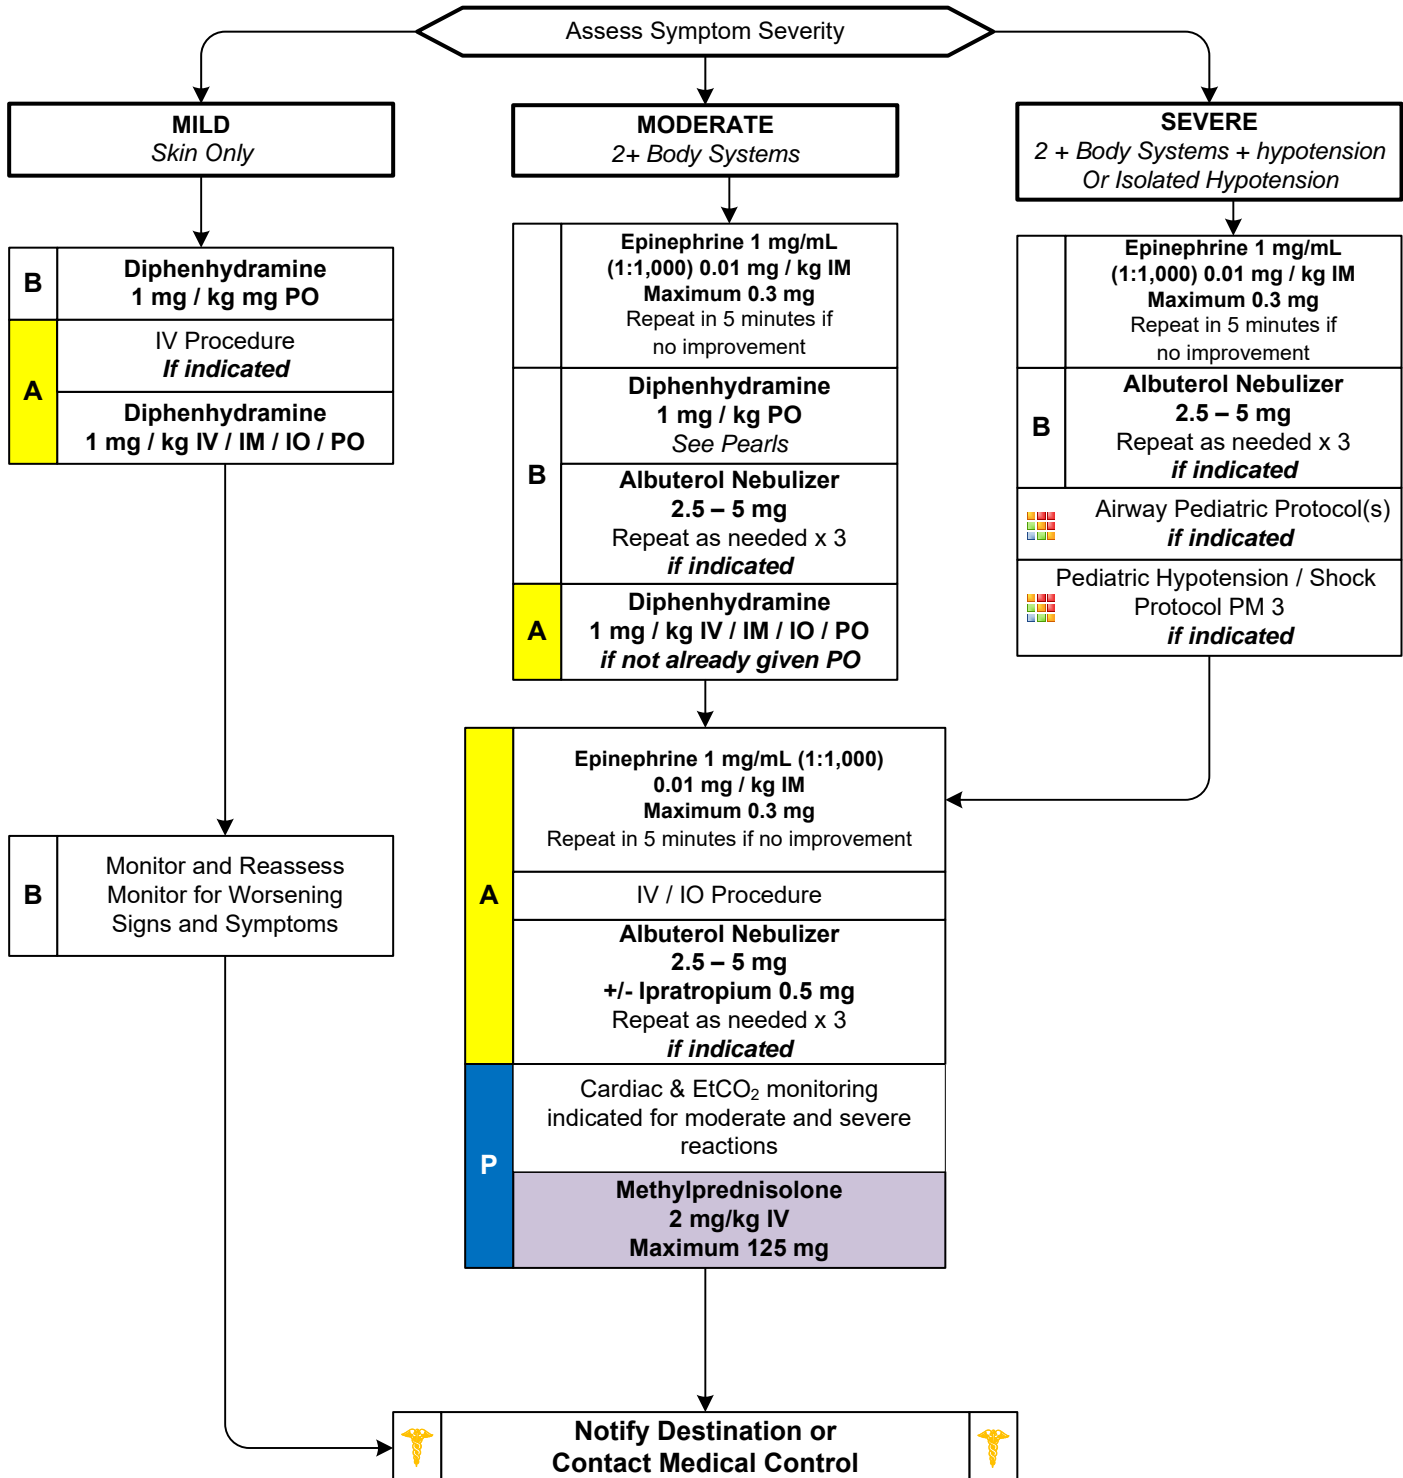 Assess Symptom Severity
MILD
Skin Only
B
Diphenhydramine
1 mg / kg mg PO
A
IV Procedure
If indicated
Diphenhydramine
1 mg / kg IV / IM / IO / PO
B
Monitor and Reassess
Monitor for Worsening
Signs and Symptoms
MODERATE
2+ Body Systems
Epinephrine 1 mg/mL
(1:1,000) 0.01 mg / kg IM
Maximum 0.3 mg
Repeat in 5 minutes if
no improvement
B
Diphenhydramine
1 mg / kg PO
See Pearls
Albuterol Nebulizer
2.5 – 5 mg
Repeat as needed x 3
if indicated
A
Diphenhydramine
1 mg / kg IV / IM / IO / PO
if not already given PO
SEVERE
2 + Body Systems + hypotension
Or Isolated Hypotension
Epinephrine 1 mg/mL
(1:1,000) 0.01 mg / kg IM
Maximum 0.3 mg
Repeat in 5 minutes if
no improvement
B
Albuterol Nebulizer
2.5 – 5 mg
Repeat as needed x 3
if indicated
Airway Pediatric Protocol(s)
if indicated
Pediatric Hypotension / Shock
Protocol PM 3
if indicated
A
Epinephrine 1 mg/mL (1:1,000)
0.01 mg / kg IM
Maximum 0.3 mg
Repeat in 5 minutes if no improvement
IV / IO Procedure
Albuterol Nebulizer
2.5 – 5 mg
+/- Ipratropium 0.5 mg
Repeat as needed x 3
if indicated
P
Cardiac & EtCO₂ monitoring
indicated for moderate and severe
reactions
Methylprednisolone
2 mg/kg IV
Maximum 125 mg
Notify Destination or
Contact Medical Control